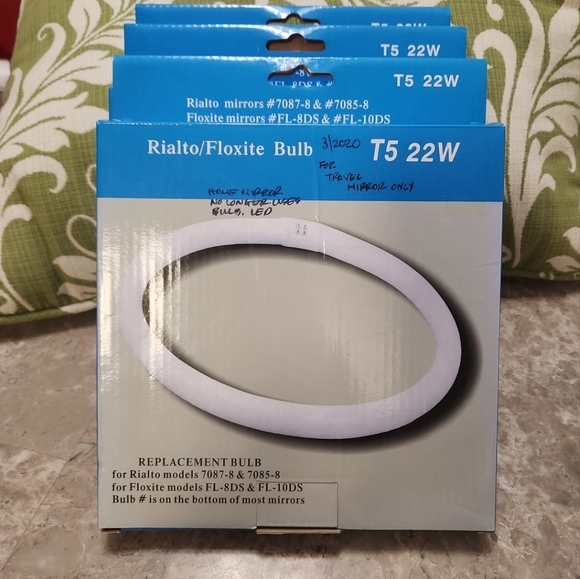 T5 22W
T5 22W
T5 22W
Rialto mirrors #7087-8 & #7085-8
Floxite mirrors #FL-8DS & #FL-10DS
Rialto/Floxite Bulb 3/2020 T5 22W
FOR
TRAVEL
MIRROR ONLY
HOME MIRROR
NO LONGER USES
BULB. LED
REPLACEMENT BULB
for Rialto models 7087-8 & 7085-8
for Floxite models FL-8DS & FL-10DS
Bulb # is on the bottom of most mirrors